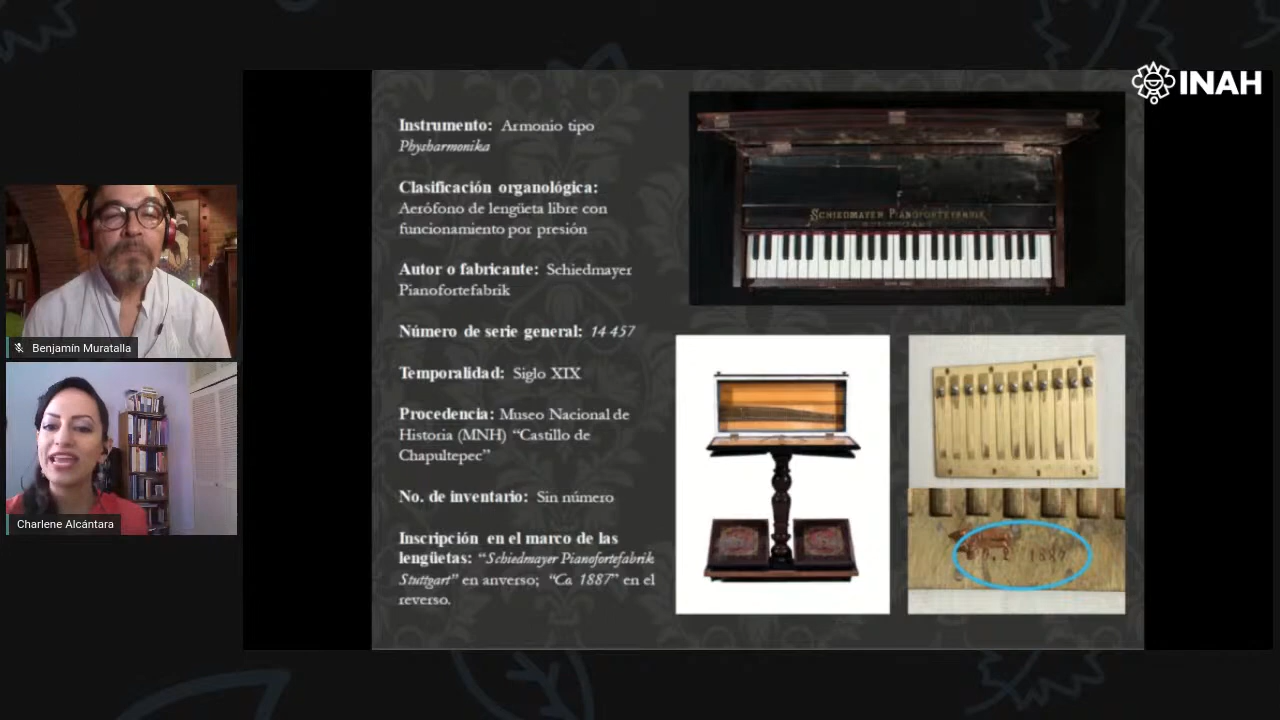 INAH
Instrumento: Armonio tipo
Physharmonika
Clasificación organológica:
Aerófono de lengüeta libre con
funcionamiento por presión
Autor o fabricante: Schiedmayer
Pianofortefabrik
Número de serie general: 14 457
Temporalidad: Siglo XIX
Procedencia: Museo Nacional de
Historia (MNH) “Castillo de
Chapultepec”
No. de inventario: Sin número
Inscripción en el marco de las
lengüetas: “Schiedmayer Pianofortefabrik
Stuttgart” en anverso; “Ca 1887” en el
reverso.
SCHIEDMAYER PIANOFORTEFABRIK
Benjamín Muratalla
Charlene Alcántara